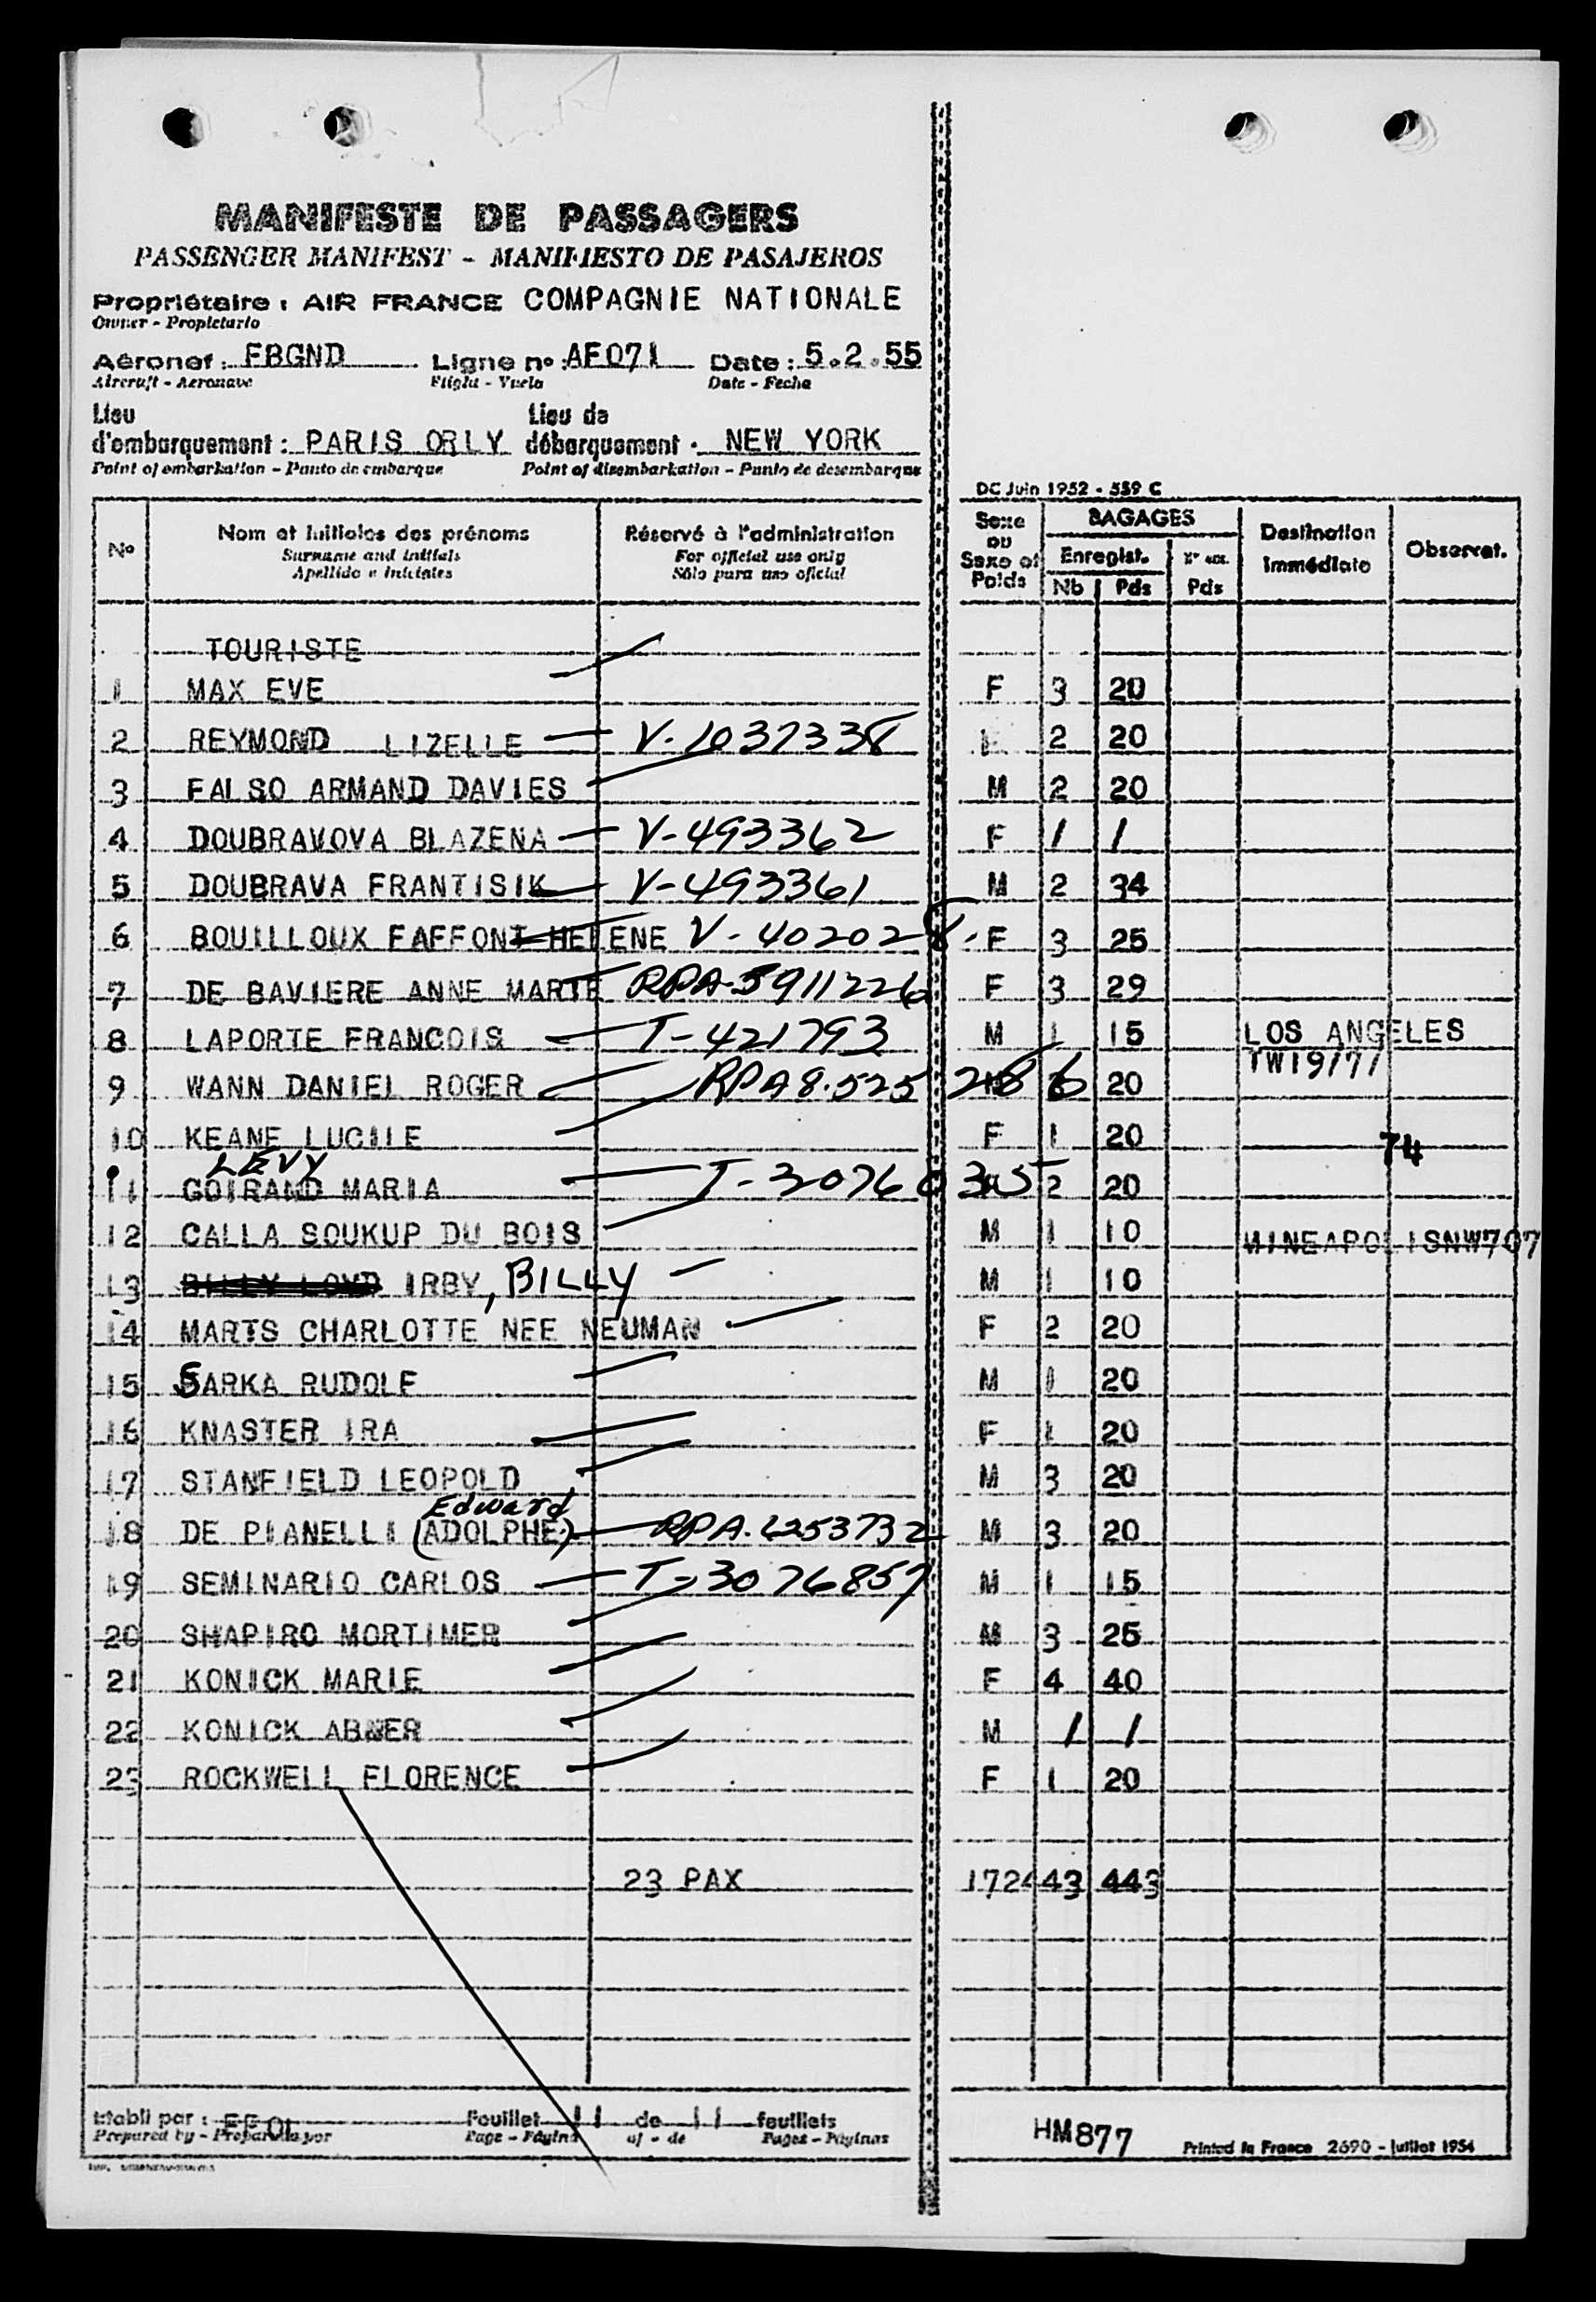 MANIFESTE DE PASSAGERS
PASSENGER MANIFEST - MANIFIESTO DE PASAJEROS
Propriétaire : AIR FRANCE COMPAGNIE NATIONALE
Owner - Propietario
Aéronef : FBGND Ligne nº : AF071 Date : 5.2.55
Aircraft - Aeronave Flight - Vuelo Date - Fecha
Lieu d'embarquement : PARIS ORLY Lieu de débarquement : NEW YORK
Point of embarkation - Punto de embarque Point of disembarkation - Punto de desembarque
DC Juin 1952 - 559 C
Nº Nom et initiales des prénoms Réservé à l'administration Sexe ou Sexe et Poids BAGAGES Destination immédiate Observat.
Surname and initials For official use only Enregist.
Apellido e iniciales Sólo para uso oficial Nb Pds Pds
TOURISTE
1 MAX EVE F 3 20
2 REYMOND LIZELLE V-1037338 F 2 20
3 FALSO ARMAND DAVIES M 2 20
4 DOUBRAVOVA BLAZENA V-493362 F / /
5 DOUBRAVA FRANTISIK V-493361 M 2 34
6 BOUILLOUX FAFFONT HELENE V-402028 F 3 25
7 DE BAVIERE ANNE MARIE RPA-5911226 F 3 29
8 LAPORTE FRANCOIS T-421793 M 1 15 LOS ANGELES
TW19/77
9 WANN DANIEL ROGER RPA8.525 286 20
10 KEANE LUCILE F 1 20
74
LEVY
11 GOIRAND MARIA T-3076035 2 20
12 CALLA SOUKUP DU BOIS M 1 10 MINEAPOLISNW707
13 BILLY LOYD IRBY, BILLY M 1 10
14 MARTS CHARLOTTE NEE NEUMAN F 2 20
15 SARKA RUDOLF M 1 20
16 KNASTER IRA F 1 20
17 STANFIELD LEOPOLD M 3 20
Edward
18 DE PIANELLI (ADOLPHE) RPA.6253732 M 3 20
19 SEMINARIO CARLOS T-3076857 M 1 15
20 SHAPIRO MORTIMER M 3 25
21 KONICK MARIE F 4 40
22 KONICK ABNER M / /
23 ROCKWELL FLORENCE F 1 20
23 PAX 1724 43 443
Etabli par : Feuillet 11 de 11 feuillets HM877
Prepared by - Preparado por Page - Página of - de Pages - Páginas Printed in France 2690 - Juillet 1954